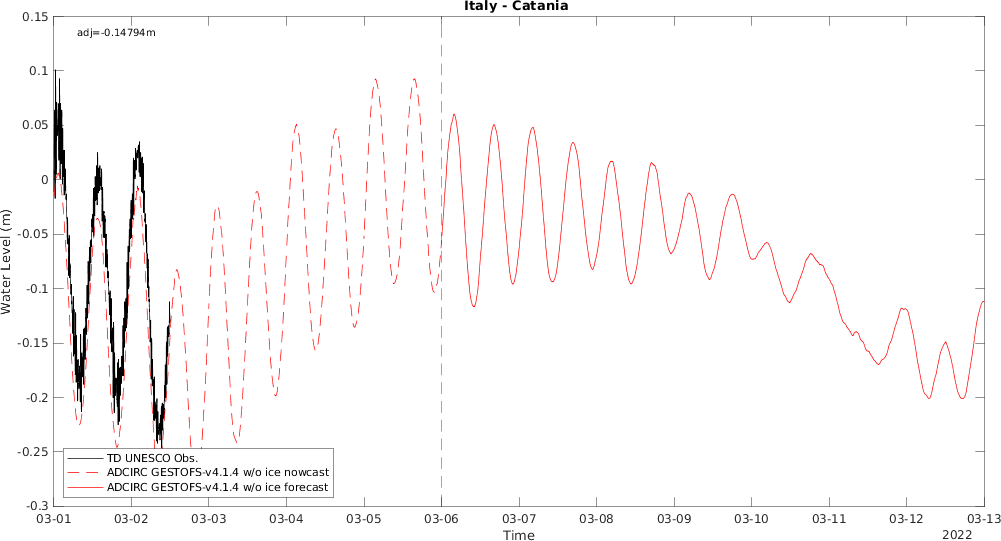 Italy - Catania
adj=-0.14794m
0.15
0.1
0.05
0
-0.05
-0.1
-0.15
-0.2
-0.25
-0.3
Water Level (m)
TD UNESCO Obs.
ADCIRC GESTOFS-v4.1.4 w/o ice nowcast
ADCIRC GESTOFS-v4.1.4 w/o ice forecast
03-01 03-02 03-03 03-04 03-05 03-06 03-07 03-08 03-09 03-10 03-11 03-12 03-13
Time
2022